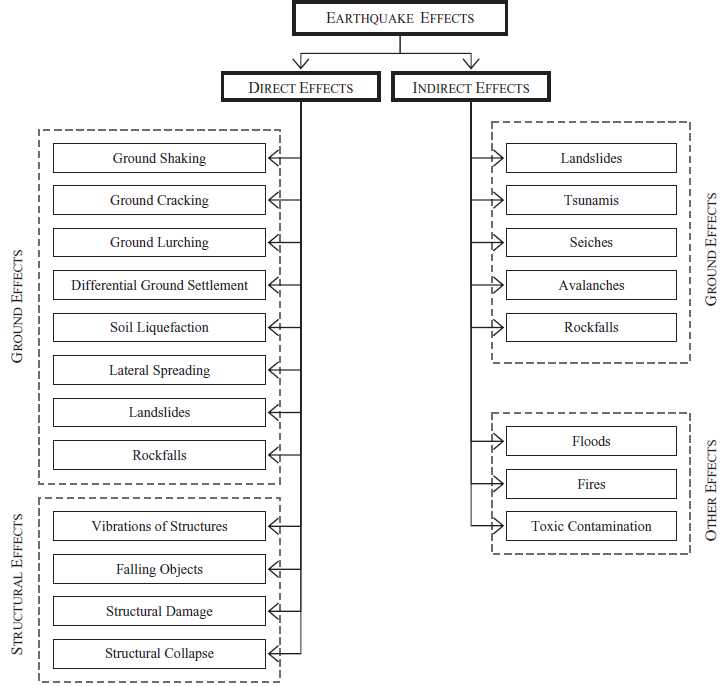 EARTHQUAKE EFFECTS
DIRECT EFFECTS
INDIRECT EFFECTS
GROUND EFFECTS
Ground Shaking
Ground Cracking
Ground Lurching
Differential Ground Settlement
Soil Liquefaction
Lateral Spreading
Landslides
Rockfalls
STRUCTURAL EFFECTS
Vibrations of Structures
Falling Objects
Structural Damage
Structural Collapse
Landslides
Tsunamis
Seiches
Avalanches
Rockfalls
GROUND EFFECTS
Floods
Fires
Toxic Contamination
OTHER EFFECTS